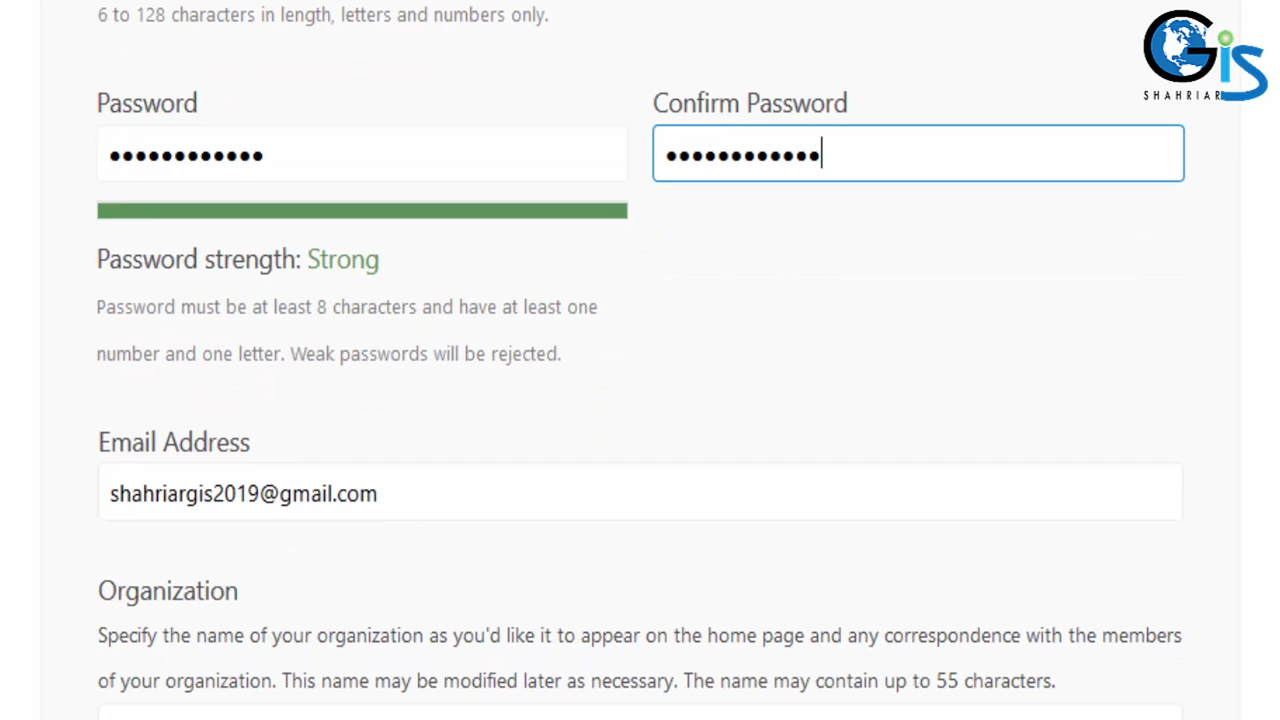 6 to 128 characters in length, letters and numbers only.
GIS
SHAHRIAR
Password
Confirm Password
••••••••••••
••••••••••••
Password strength: Strong
Password must be at least 8 characters and have at least one
number and one letter. Weak passwords will be rejected.
Email Address
shahriargis2019@gmail.com
Organization
Specify the name of your organization as you'd like it to appear on the home page and any correspondence with the members
of your organization. This name may be modified later as necessary. The name may contain up to 55 characters.